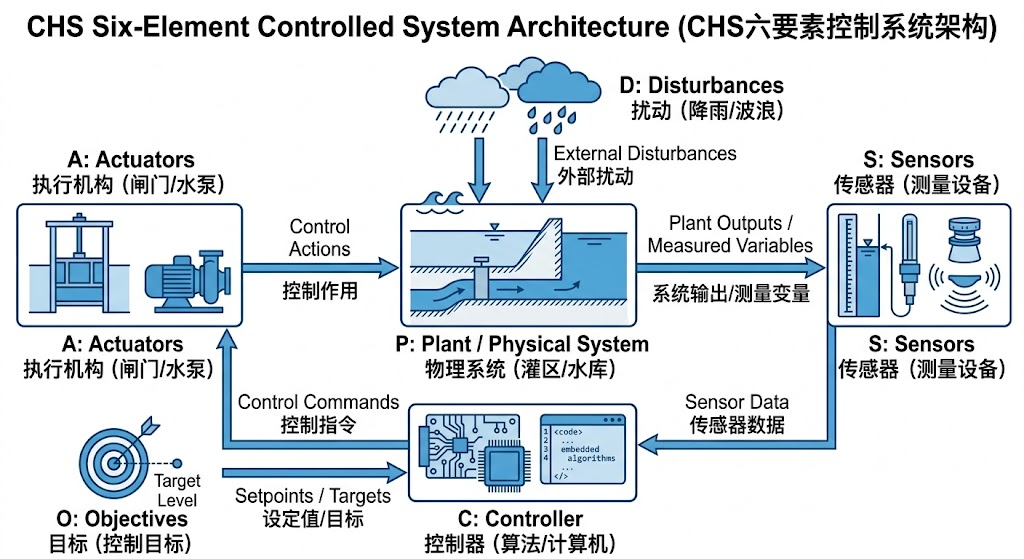 CHS Six-Element Controlled System Architecture (CHS六要素控制系统架构)
D: Disturbances
扰动（降雨/波浪）
External Disturbances
外部扰动
A: Actuators
执行机构（闸门/水泵）
S: Sensors
传感器（测量设备）
Control
Actions
控制作用
Plant Outputs /
Measured Variables
系统输出/测量变量
A: Actuators
执行机构（闸门/水泵）
P: Plant / Physical System
物理系统（灌区/水库）
S: Sensors
传感器（测量设备）
Control Commands
控制指令
Sensor Data
传感器数据
1 <code>
2 ...
3 embedded
4 algorithms
...
</>
Target
Level
Setpoints / Targets
设定值/目标
O: Objectives
目标（控制目标）
C: Controller
控制器（算法/计算机）